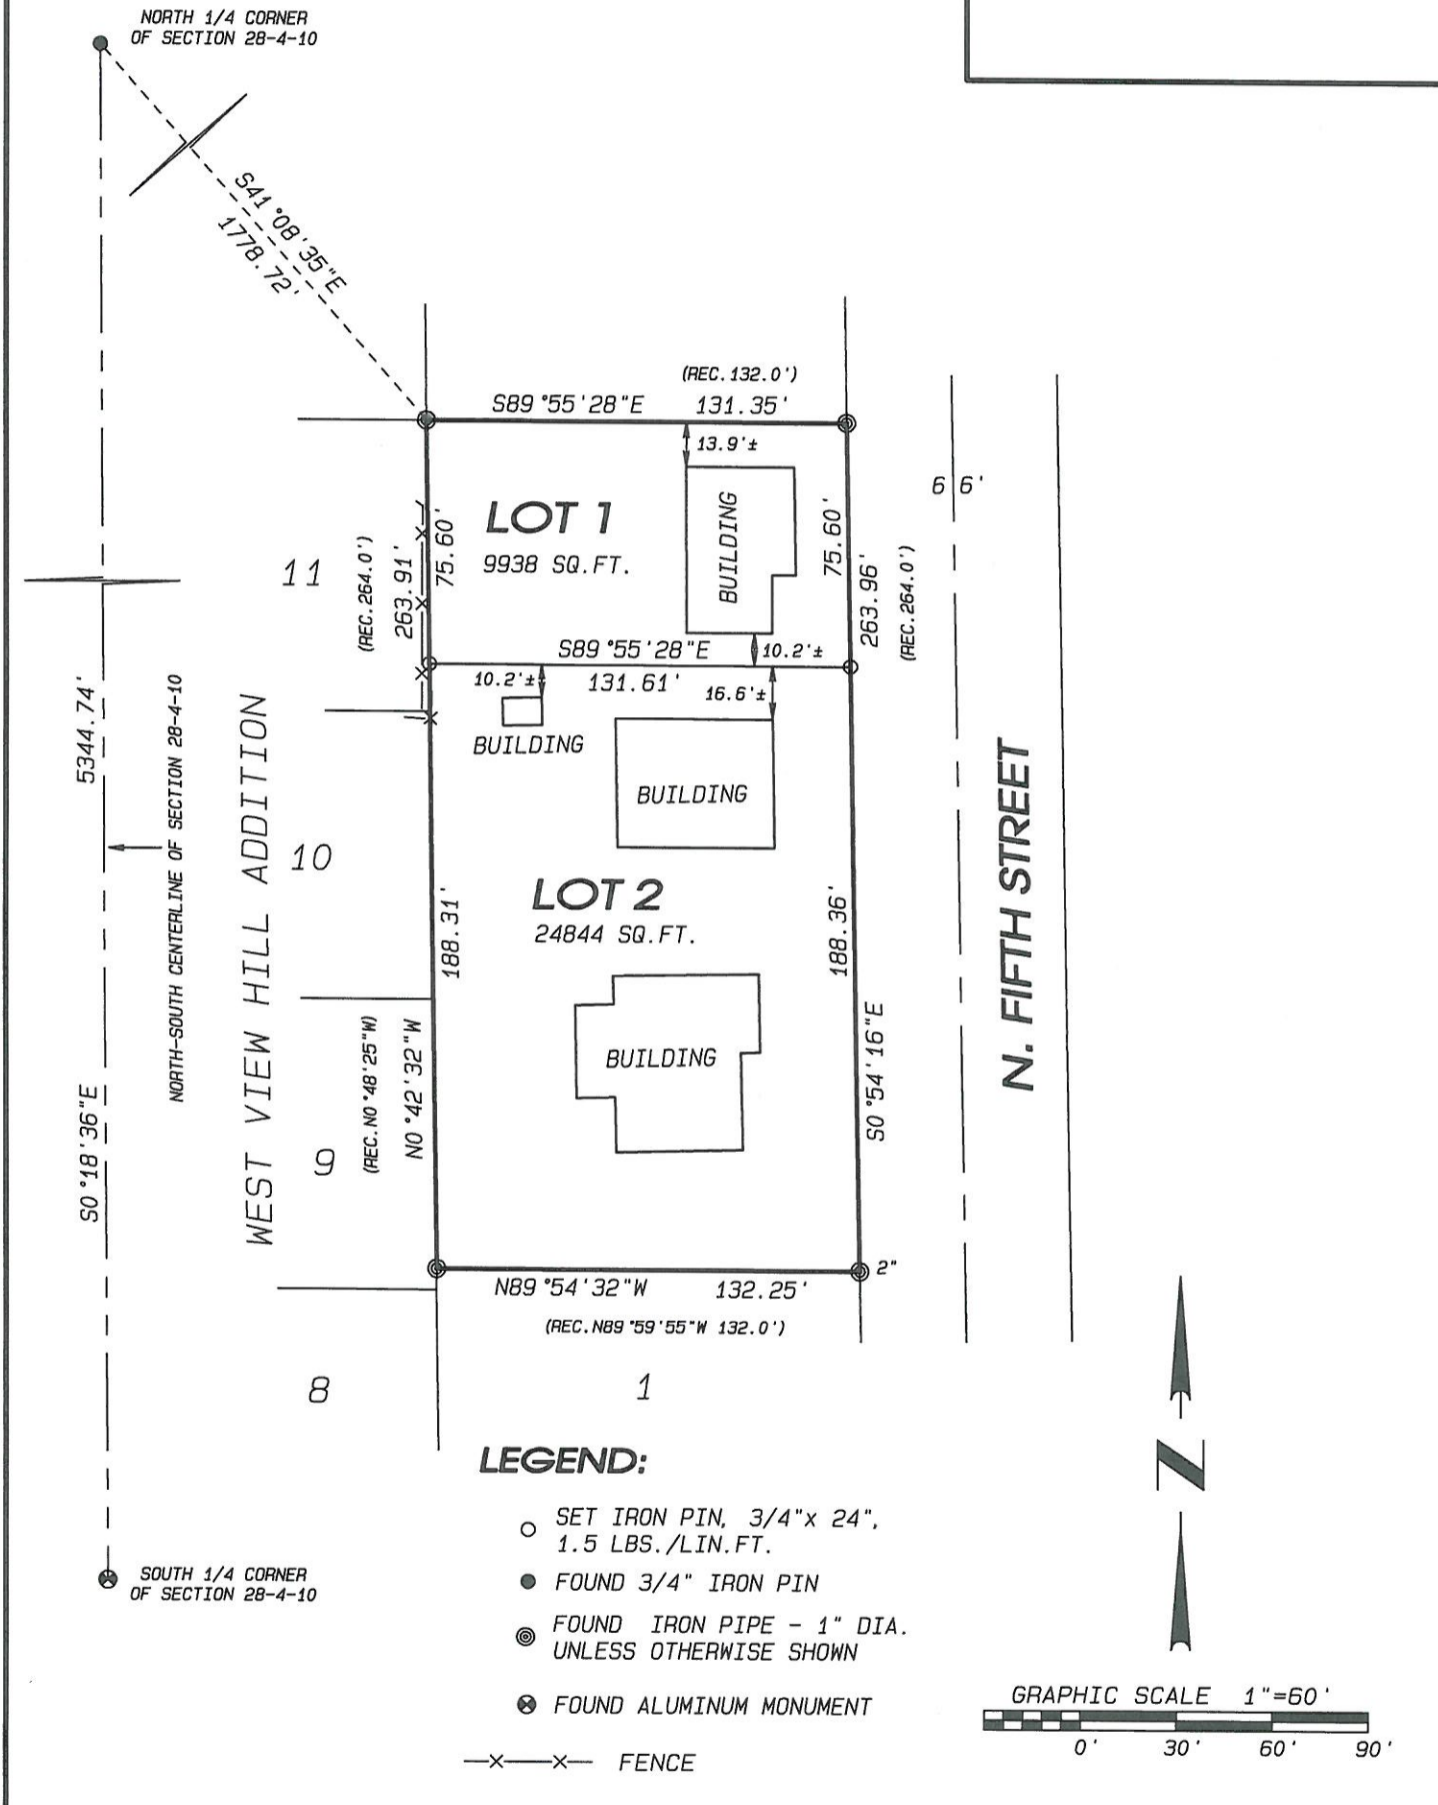 NORTH 1/4 CORNER
OF SECTION 28-4-10
S41°08'35"E
1778.72'
(REC.132.0')
S89°55'28"E 131.35'
13.9'±
66'
LOT 1
9938 SQ.FT.
BUILDING
75.60'
263.91'
(REC.264.0')
75.60'
263.96'
(REC.264.0')
11
S89°55'28"E
10.2'±
131.61'
10.2'±
16.6'±
BUILDING
BUILDING
5344.74'
NORTH-SOUTH CENTERLINE OF SECTION 28-4-10
WEST VIEW HILL ADDITION
10
LOT 2
24844 SQ.FT.
188.31'
188.36'
N. FIFTH STREET
BUILDING
S0°18'36"E
9
(REC.N0°48'25"W)
N0°42'32"W
S0°54'16"E
2"
N89°54'32"W 132.25'
(REC.N89°59'55"W 132.0')
8
1
LEGEND:
SET IRON PIN, 3/4"x 24",
1.5 LBS./LIN.FT.
FOUND 3/4" IRON PIN
FOUND IRON PIPE - 1" DIA.
UNLESS OTHERWISE SHOWN
FOUND ALUMINUM MONUMENT
FENCE
SOUTH 1/4 CORNER
OF SECTION 28-4-10
N
GRAPHIC SCALE 1"=60'
0' 30' 60' 90'